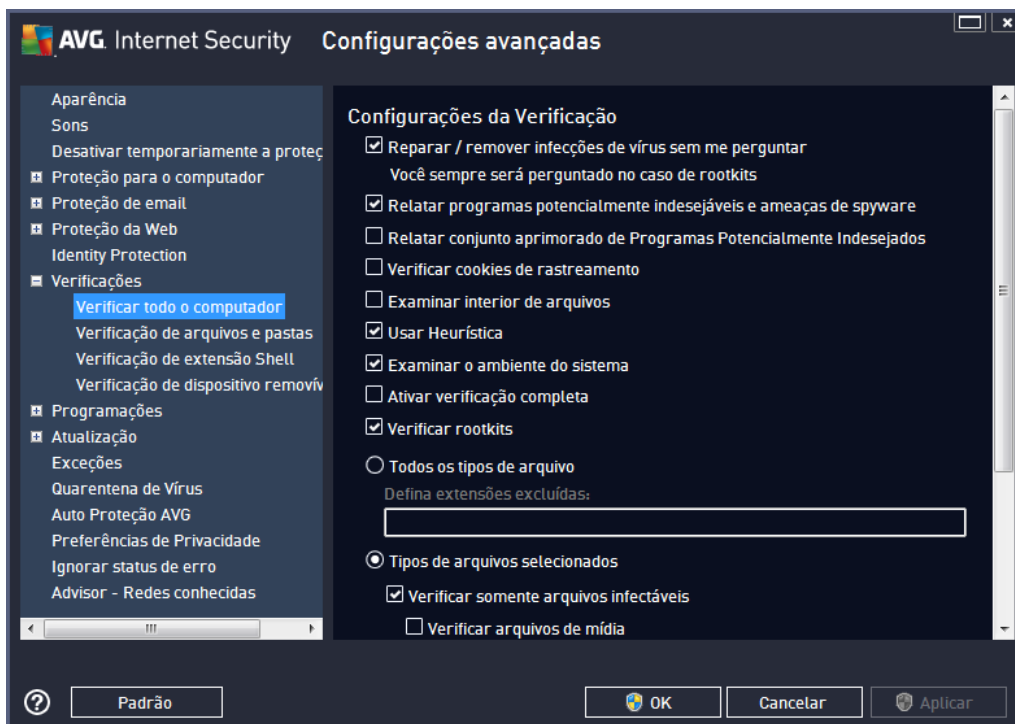 AVG. Internet Security Configurações avançadas
Aparência
Sons
Desativar temporariamente a proteç
Proteção para o computador
Proteção de email
Proteção da Web
Identity Protection
Verificações
Verificar todo o computador
Verificação de arquivos e pastas
Verificação de extensão Shell
Verificação de dispositivo removív
Programações
Atualização
Exceções
Quarentena de Vírus
Auto Proteção AVG
Preferências de Privacidade
Ignorar status de erro
Advisor - Redes conhecidas
Configurações da Verificação
Reparar / remover infecções de vírus sem me perguntar
Você sempre será perguntado no caso de rootkits
Relatar programas potencialmente indesejáveis e ameaças de spyware
Relatar conjunto aprimorado de Programas Potencialmente Indesejados
Verificar cookies de rastreamento
Examinar interior de arquivos
Usar Heurística
Examinar o ambiente do sistema
Ativar verificação completa
Verificar rootkits
Todos os tipos de arquivo
Defina extensões excluídas:
Tipos de arquivos selecionados
Verificar somente arquivos infectáveis
Verificar arquivos de mídia
? Padrão OK Cancelar Aplicar